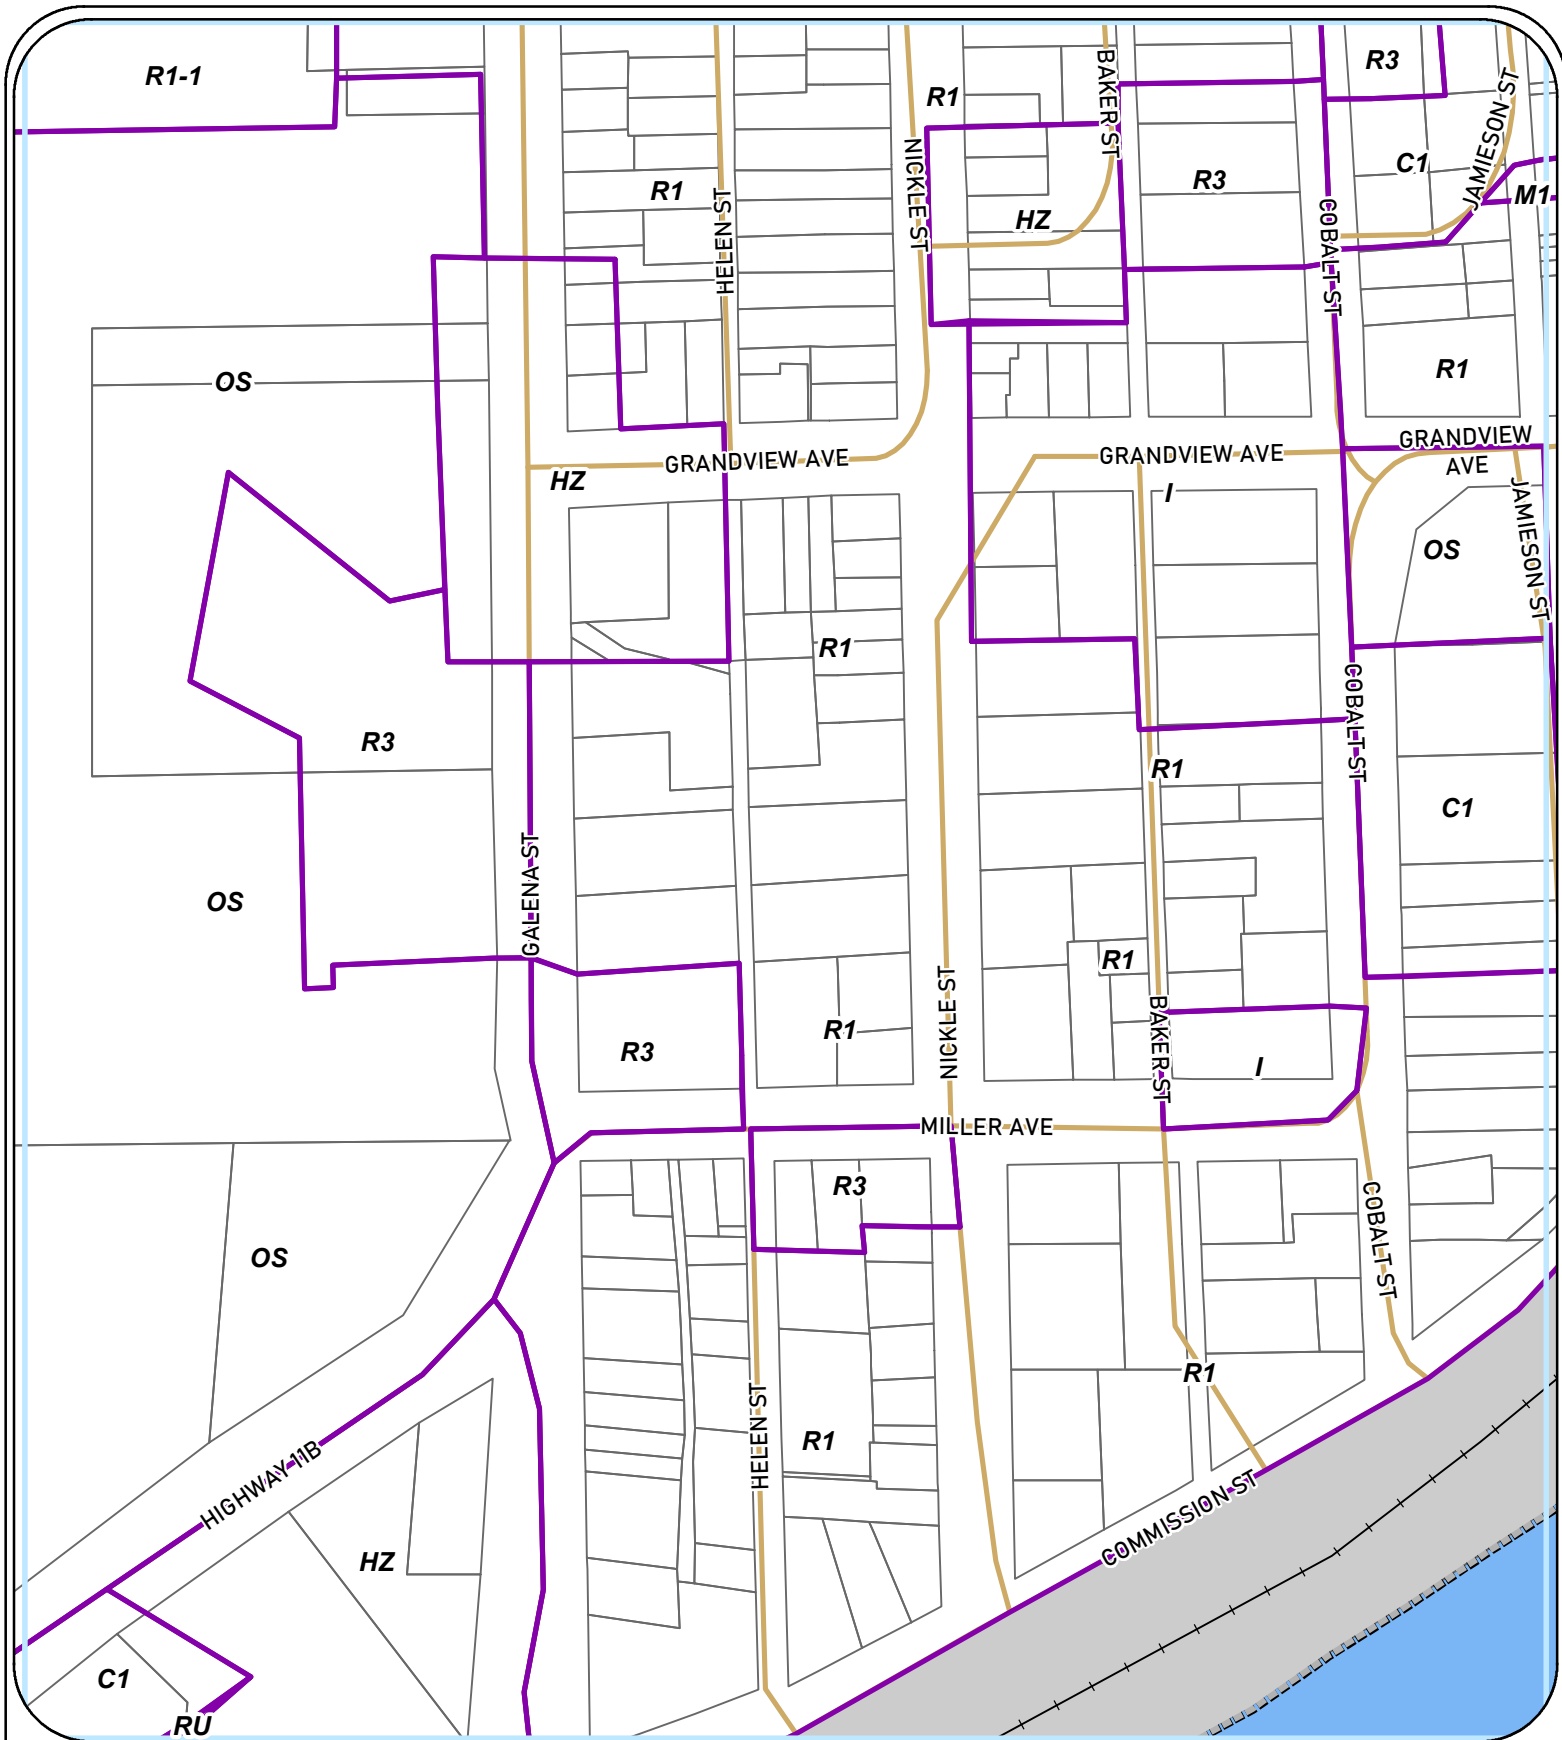 R1-1
R3
R1
BAKER ST
JAMIESON ST
C1
R1
R3
M1
NICKLE ST
HELEN ST
HZ
COBALT ST
OS
R1
GRANDVIEW AVE
GRANDVIEW AVE
GRANDVIEW
AVE
HZ
I
OS
JAMIESON ST
R1
COBALT ST
R3
R1
C1
GALENA ST
OS
R1
NICKLE ST
R1
BAKER ST
R3
I
MILLER AVE
R3
COBALT ST
OS
R1
HELEN ST
R1
HIGHWAY 11B
COMMISSION ST
HZ
C1
RU